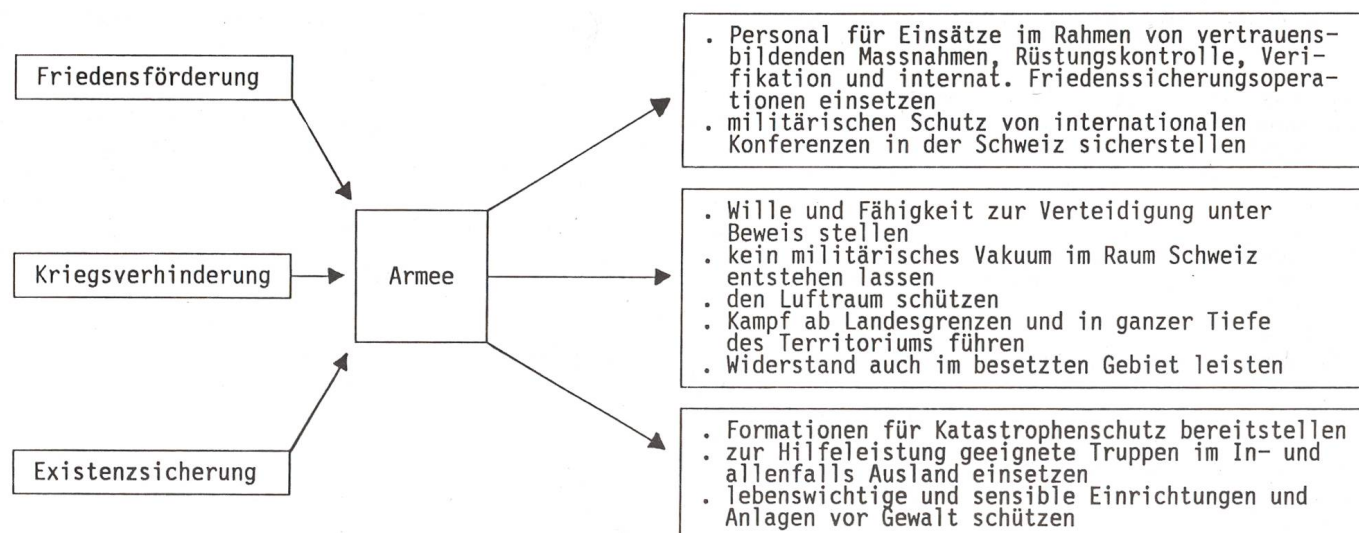 Friedensförderung
Kriegsverhinderung
Existenzsicherung
Armee
. Personal für Einsätze im Rahmen von vertrauens-
bildenden Massnahmen, Rüstungskontrolle, Veri-
fikation und internat. Friedenssicherungsopera-
tionen einsetzen
. militärischen Schutz von internationalen
Konferenzen in der Schweiz sicherstellen
. Wille und Fähigkeit zur Verteidigung unter
Beweis stellen
. kein militärisches Vakuum im Raum Schweiz
entstehen lassen
. den Luftraum schützen
. Kampf ab Landesgrenzen und in ganzer Tiefe
des Territoriums führen
. Widerstand auch im besetzten Gebiet leisten
. Formationen für Katastrophenschutz bereitstellen
. zur Hilfeleistung geeignete Truppen im In- und
allenfalls Ausland einsetzen
. lebenswichtige und sensible Einrichtungen und
Anlagen vor Gewalt schützen